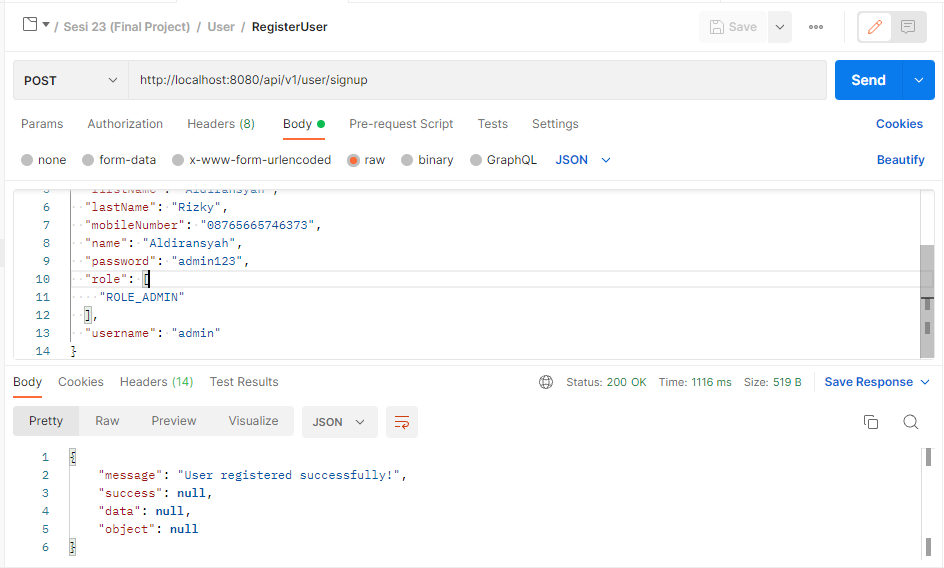 / Sesi 23 (Final Project) / User / RegisterUser
Save
POST
http://localhost:8080/api/v1/user/signup
Send
Params Authorization Headers (8) Body Pre-request Script Tests Settings Cookies
none form-data x-www-form-urlencoded raw binary GraphQL JSON Beautify
5 "firstName": "Aldiransyah",
6 "lastName": "Rizky",
7 "mobileNumber": "08765665746373",
8 "name": "Aldiransyah",
9 "password": "admin123",
10 "role": [
11 "ROLE_ADMIN"
12 ],
13 "username": "admin"
14 }
Body Cookies Headers (14) Test Results Status: 200 OK Time: 1116 ms Size: 519 B Save Response
Pretty Raw Preview Visualize JSON
1 {
2 "message": "User registered successfully!",
3 "success": null,
4 "data": null,
5 "object": null
6 }